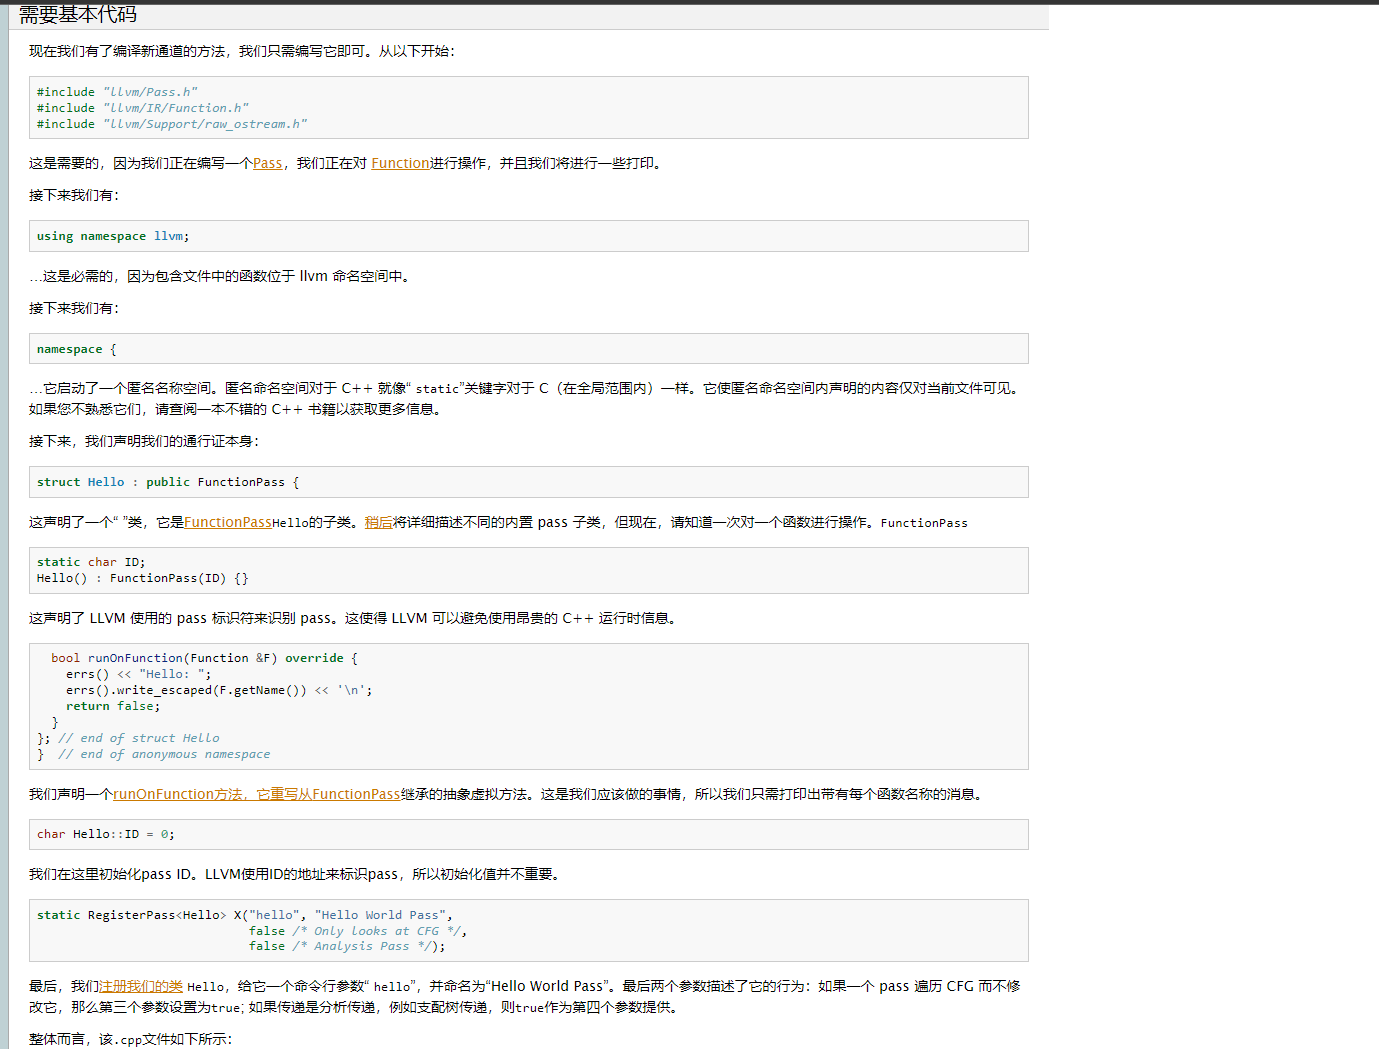 需要基本代码
现在我们有了编译新通道的方法，我们只需编写它即可。从以下开始：
#include "llvm/Pass.h"
#include "llvm/IR/Function.h"
#include "llvm/Support/raw_ostream.h"
这是需要的，因为我们正在编写一个Pass，我们正在对 Function进行操作，并且我们将进行一些打印。
接下来我们有：
using namespace llvm;
…这是必需的，因为包含文件中的函数位于 llvm 命名空间中。
接下来我们有：
namespace {
…它启动了一个匿名名称空间。匿名命名空间对于 C++ 就像“ static”关键字对于 C（在全局范围内）一样。它使匿名命名空间内声明的内容仅对当前文件可见。
如果您不熟悉它们，请查阅一本不错的 C++ 书籍以获取更多信息。
接下来，我们声明我们的通行证本身：
struct Hello : public FunctionPass {
这声明了一个“ ”类，它是FunctionPassHello的子类。稍后将详细描述不同的内置 pass 子类，但现在，请知道一次对一个函数进行操作。FunctionPass
static char ID;
Hello() : FunctionPass(ID) {}
这声明了 LLVM 使用的 pass 标识符来识别 pass。这使得 LLVM 可以避免使用昂贵的 C++ 运行时信息。
  bool runOnFunction(Function &F) override {
    errs() << "Hello: ";
    errs().write_escaped(F.getName()) << '\n';
    return false;
  }
}; // end of struct Hello
}  // end of anonymous namespace
我们声明一个runOnFunction方法，它重写从FunctionPass继承的抽象虚拟方法。这是我们应该做的事情，所以我们只需打印出带有每个函数名称的消息。
char Hello::ID = 0;
我们在这里初始化pass ID。LLVM使用ID的地址来标识pass，所以初始化值并不重要。
static RegisterPass<Hello> X("hello", "Hello World Pass",
                             false /* Only looks at CFG */,
                             false /* Analysis Pass */);
最后，我们注册我们的类 Hello，给它一个命令行参数“ hello”，并命名为“Hello World Pass”。最后两个参数描述了它的行为：如果一个 pass 遍历 CFG 而不修
改它，那么第三个参数设置为true；如果传递是分析传递，例如支配树传递，则true作为第四个参数提供。
整体而言，该.cpp文件如下所示：